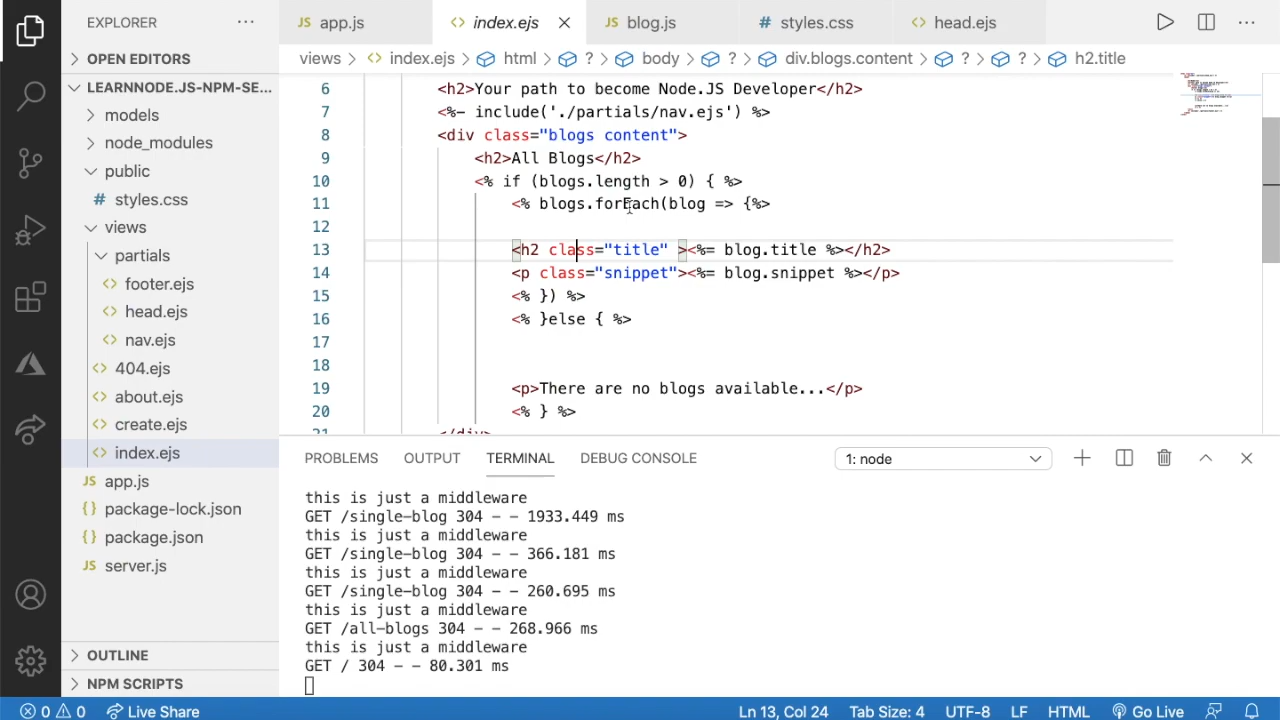 EXPLORER
app.js
index.ejs
blog.js
styles.css
head.ejs
OPEN EDITORS
views > index.ejs > html > ? > body > ? > div.blogs.content > ? > ? > h2.title
LEARNNODE.JS-NPM-SE...
models
node_modules
public
styles.css
views
partials
footer.ejs
head.ejs
nav.ejs
404.ejs
about.ejs
create.ejs
index.ejs
app.js
package-lock.json
package.json
server.js
OUTLINE
NPM SCRIPTS
6 <h2>Your path to become Node.JS Developer</h2>
7 <%- include('./partials/nav.ejs') %>
8 <div class="blogs content">
9 <h2>All Blogs</h2>
10 <% if (blogs.length > 0) { %>
11 <% blogs.forEach(blog => {%>
12
13 <h2 class="title" ><%= blog.title %></h2>
14 <p class="snippet"><%= blog.snippet %></p>
15 <% }) %>
16 <% }else { %>
17
18
19 <p>There are no blogs available...</p>
20 <% } %>
21 </div>
PROBLEMS OUTPUT TERMINAL DEBUG CONSOLE 1: node
this is just a middleware
GET /single-blog 304 - - 1933.449 ms
this is just a middleware
GET /single-blog 304 - - 366.181 ms
this is just a middleware
GET /single-blog 304 - - 260.695 ms
this is just a middleware
GET /all-blogs 304 - - 268.966 ms
this is just a middleware
GET / 304 - - 80.301 ms
0 0 Live Share Ln 13, Col 24 Tab Size: 4 UTF-8 LF HTML Go Live